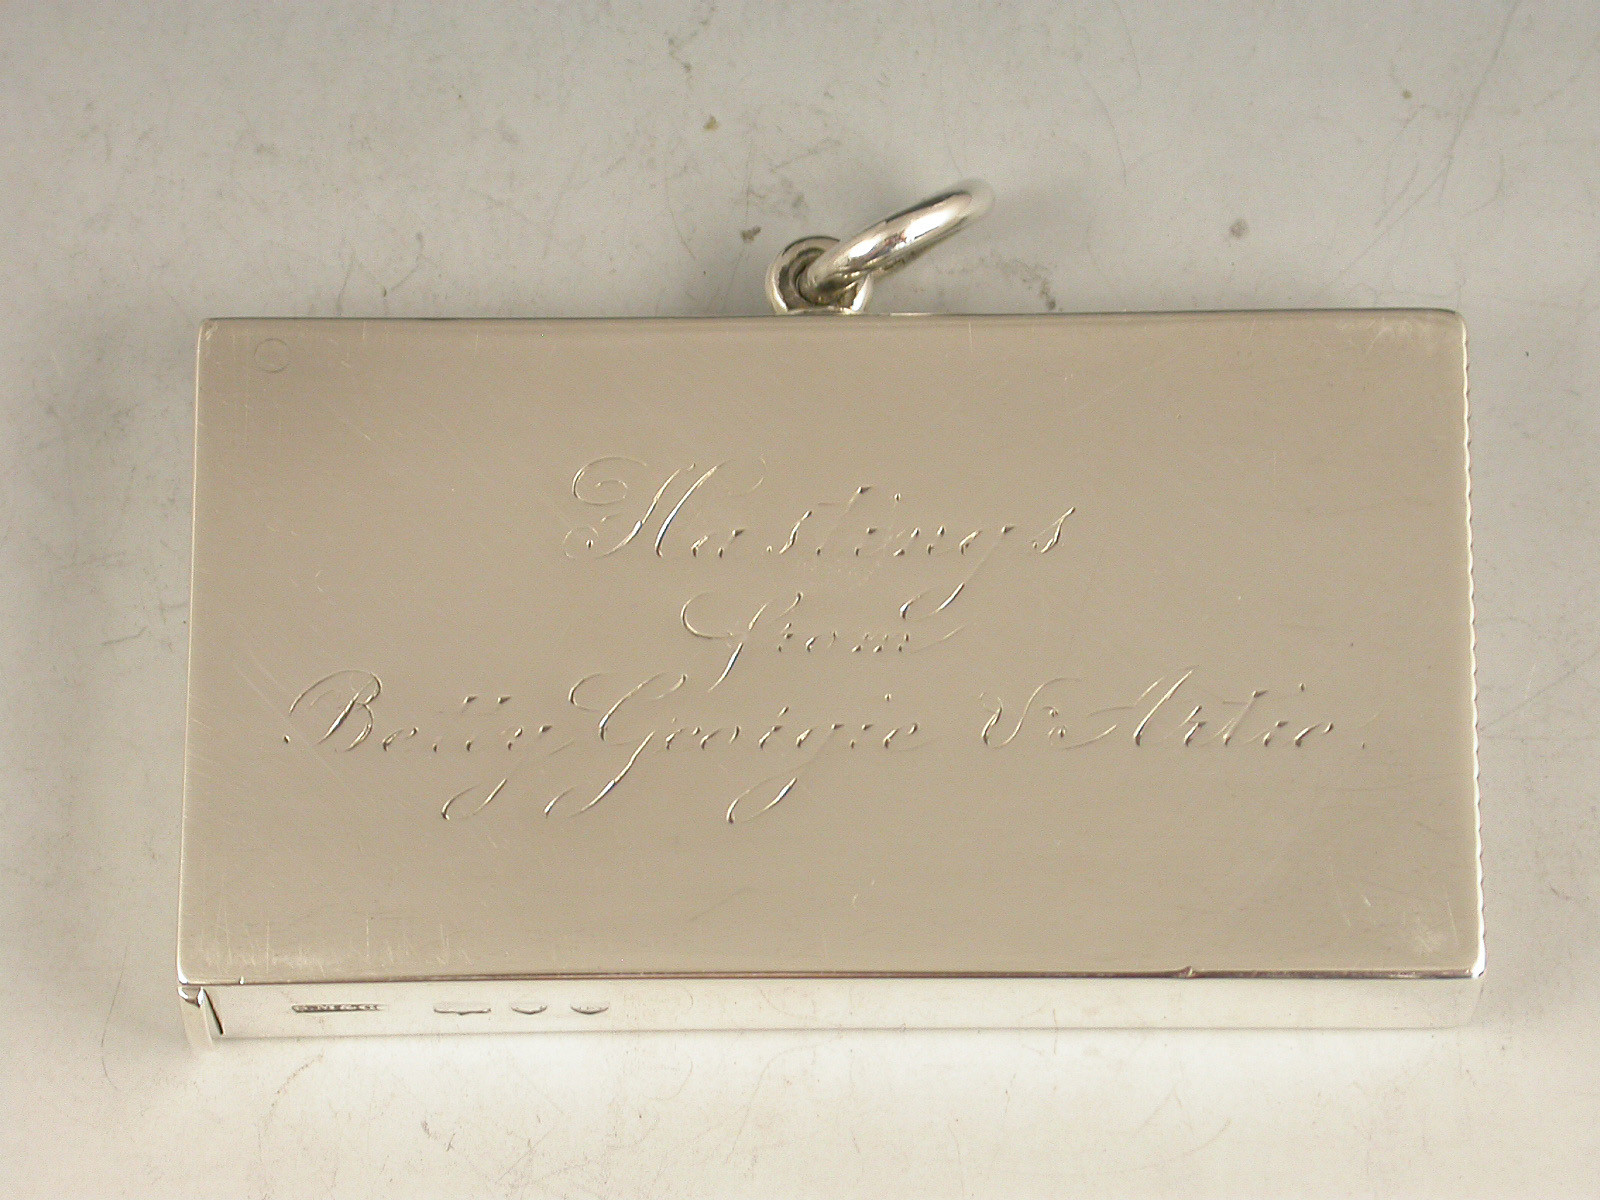 Hastings
from
Betty, Georgie & Artie.